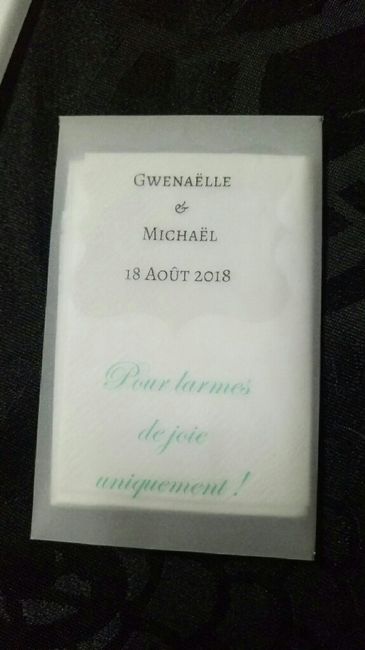 Gwenaëlle
&
Michaël
18 Août 2018
Pour larmes
de joie
uniquement !